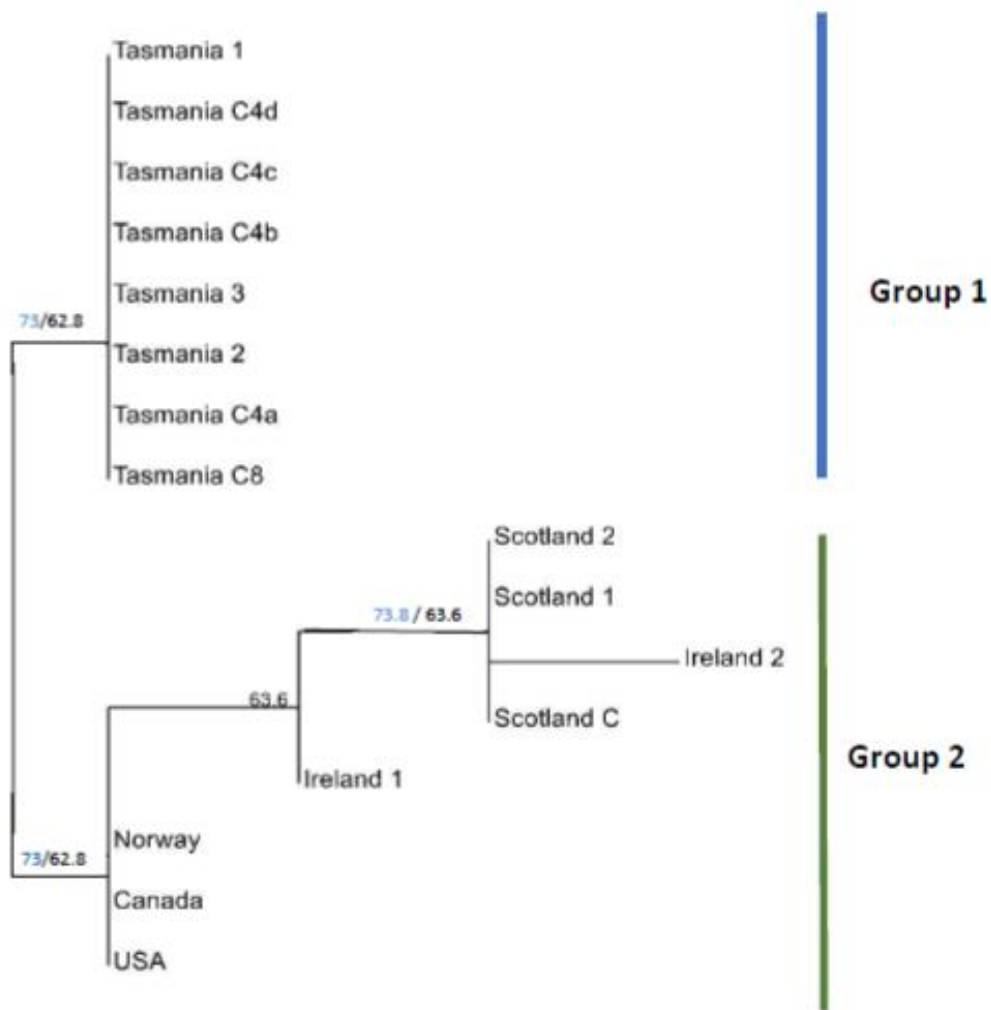 Tasmania 1
Tasmania C4d
Tasmania C4c
Tasmania C4b
Tasmania 3
Group 1
73/62.8
Tasmania 2
Tasmania C4a
Tasmania C8
Scotland 2
Scotland 1
73.8 / 63.6
Ireland 2
63.6
Scotland C
Group 2
Ireland 1
Norway
73/62.8
Canada
USA